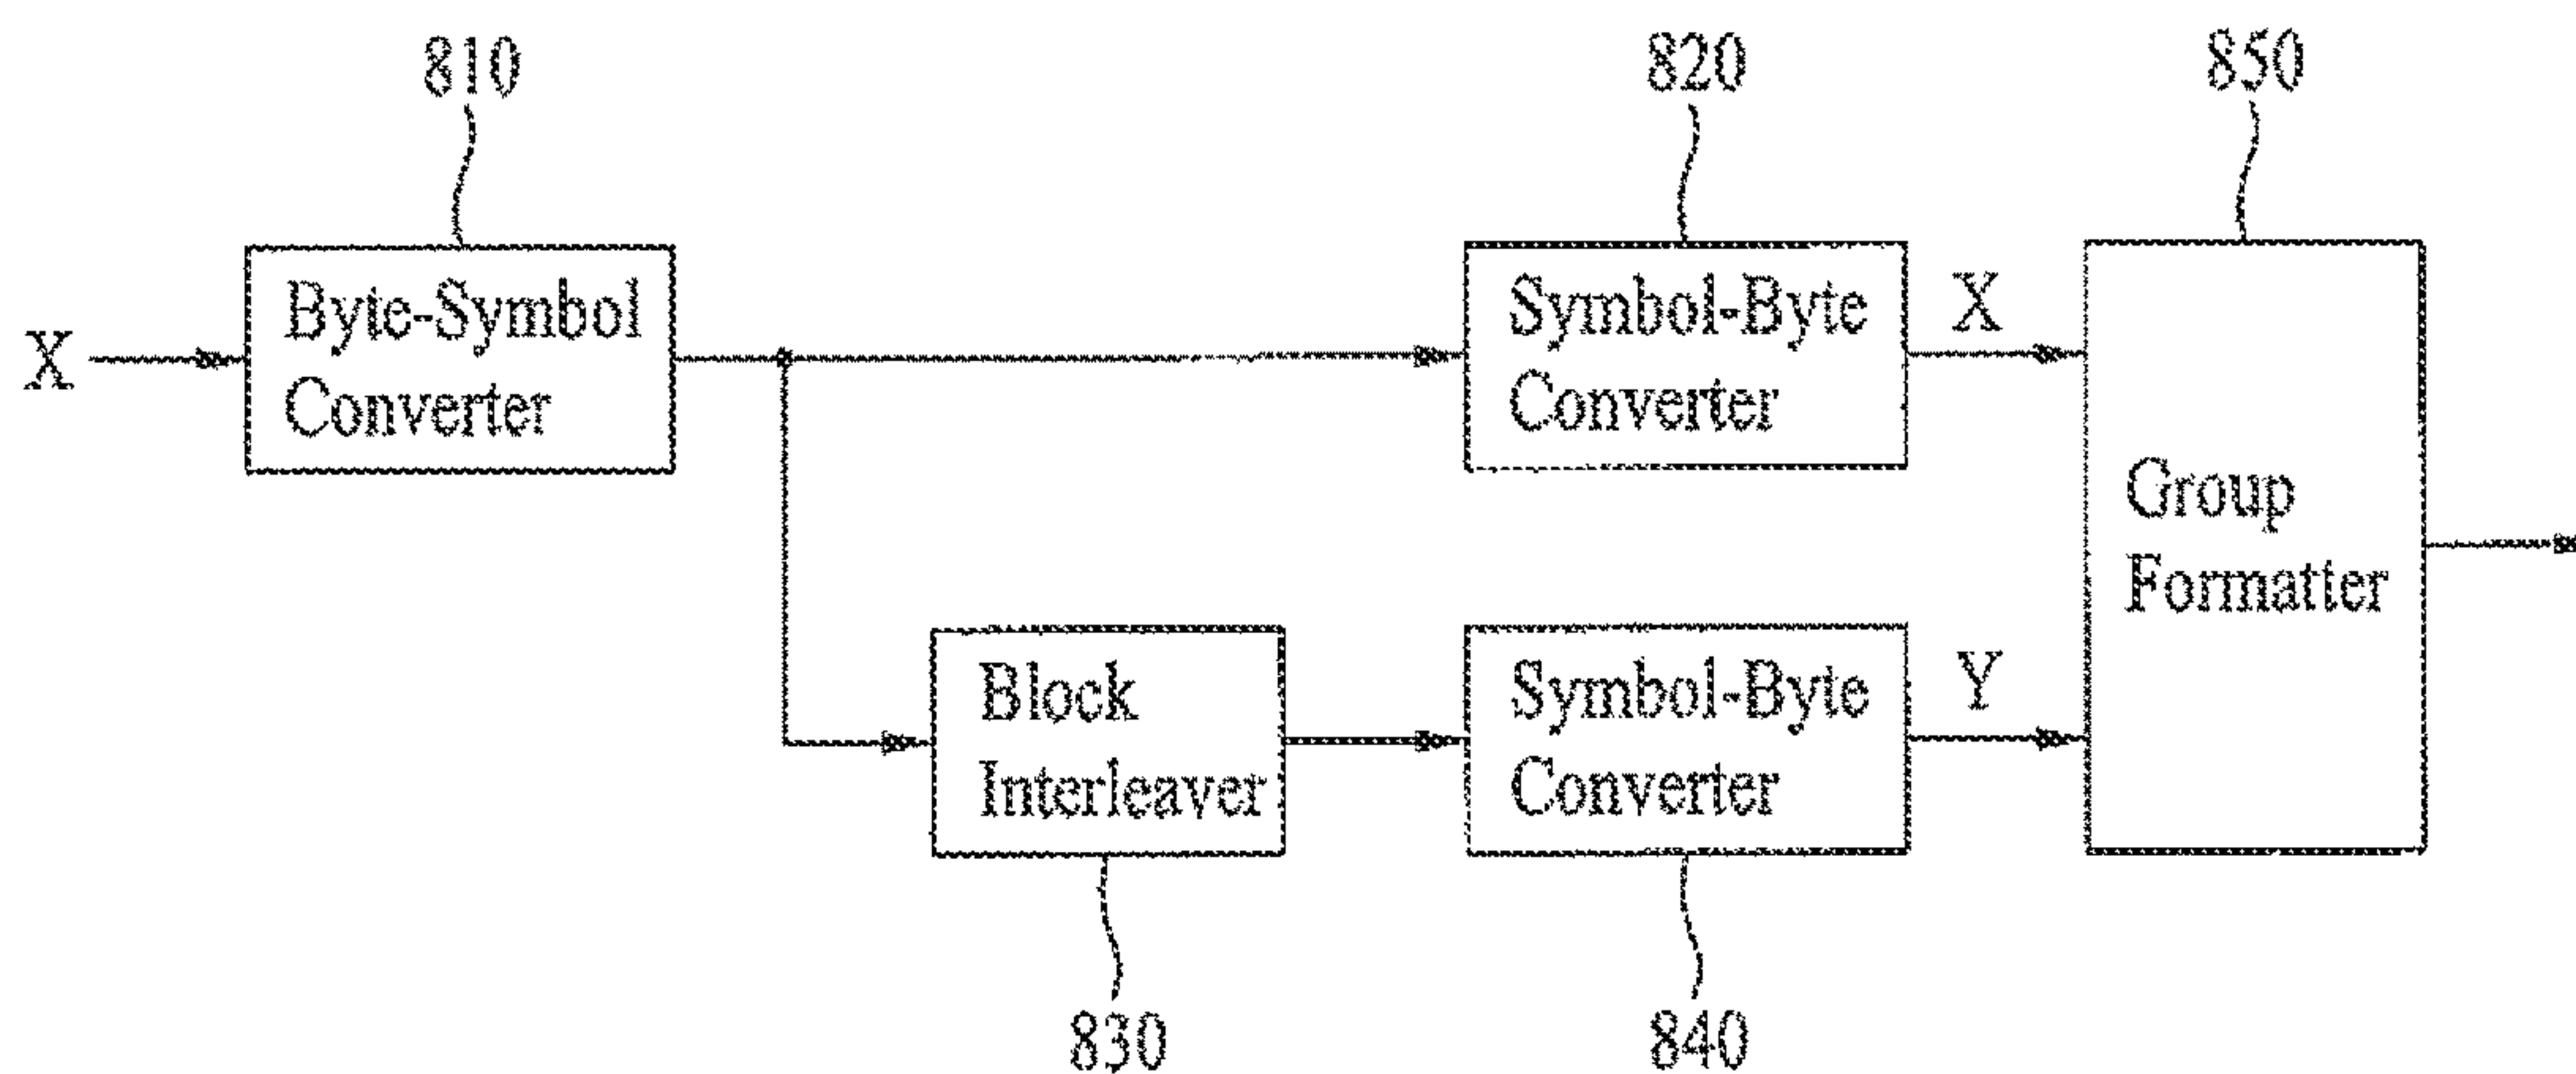 810
820
850
Byte-Symbol
Converter
Symbol-Byte
Converter
X
X
Group
Formatter
Block
Interleaver
Symbol-Byte
Converter
Y
830
840